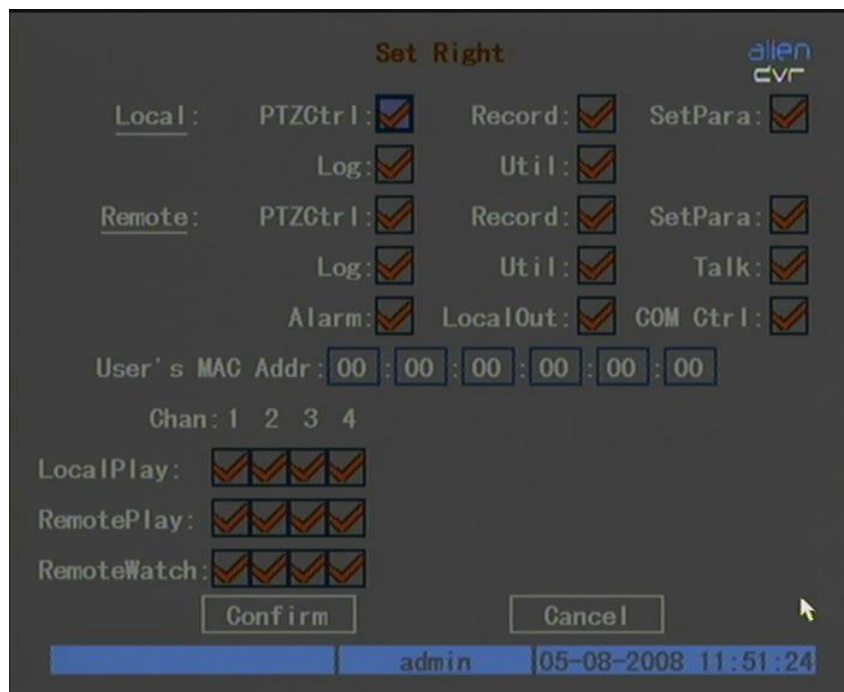 Set Right
alien
dvr
Local: PTZCtrl: Record: SetPara:
Log: Util:
Remote: PTZCtrl: Record: SetPara:
Log: Util: Talk:
Alarm: LocalOut: COM Ctrl:
User's MAC Addr: 00 : 00 : 00 : 00 : 00 : 00
Chan: 1 2 3 4
LocalPlay:
RemotePlay:
RemoteWatch:
Confirm Cancel
admin 05-08-2008 11:51:24